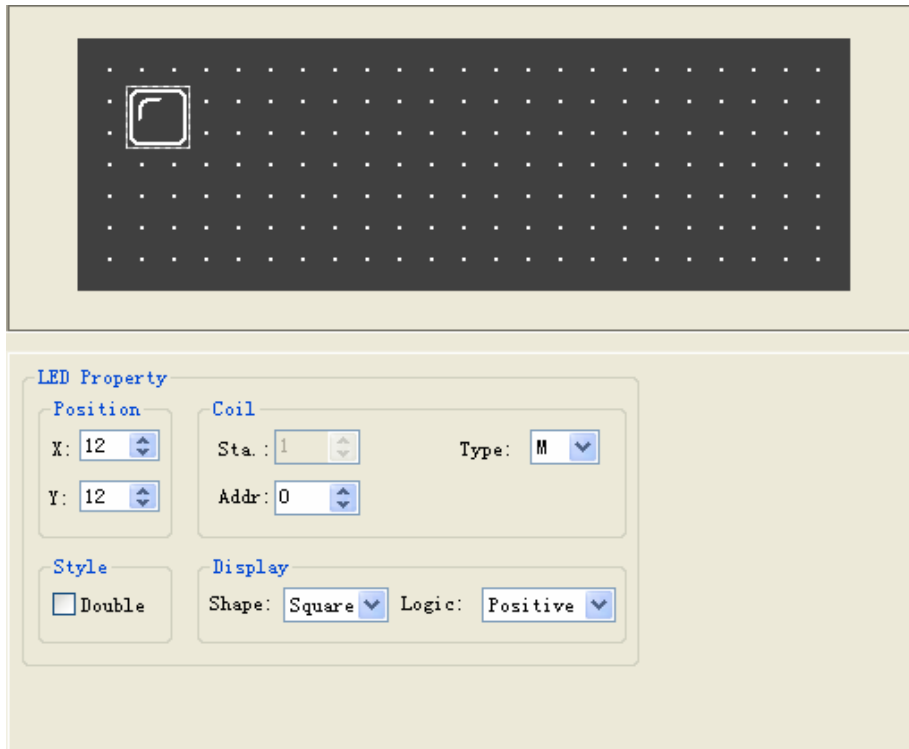 LED Property
Position Coil
X: 12 Sta.: 1 Type: M
Y: 12 Addr: 0
Style Display
Double Shape: Square Logic: Positive